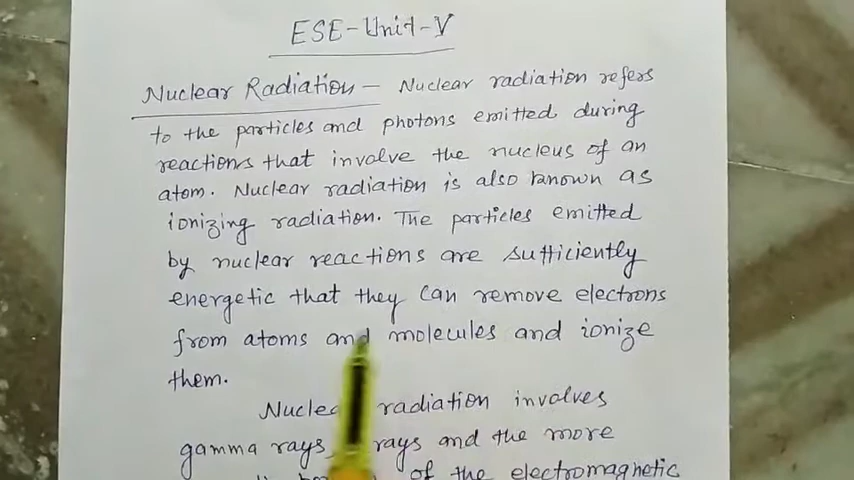 ESE-Unit-V
Nuclear Radiation - Nuclear radiation refers
to the particles and photons emitted during
reactions that involve the nucleus of an
atom. Nuclear radiation is also known as
ionizing radiation. The particles emitted
by nuclear reactions are sufficiently
energetic that they can remove electrons
from atoms and molecules and ionize
them.
Nuclear radiation involves
gamma rays, rays and the more
of the electromagnetic